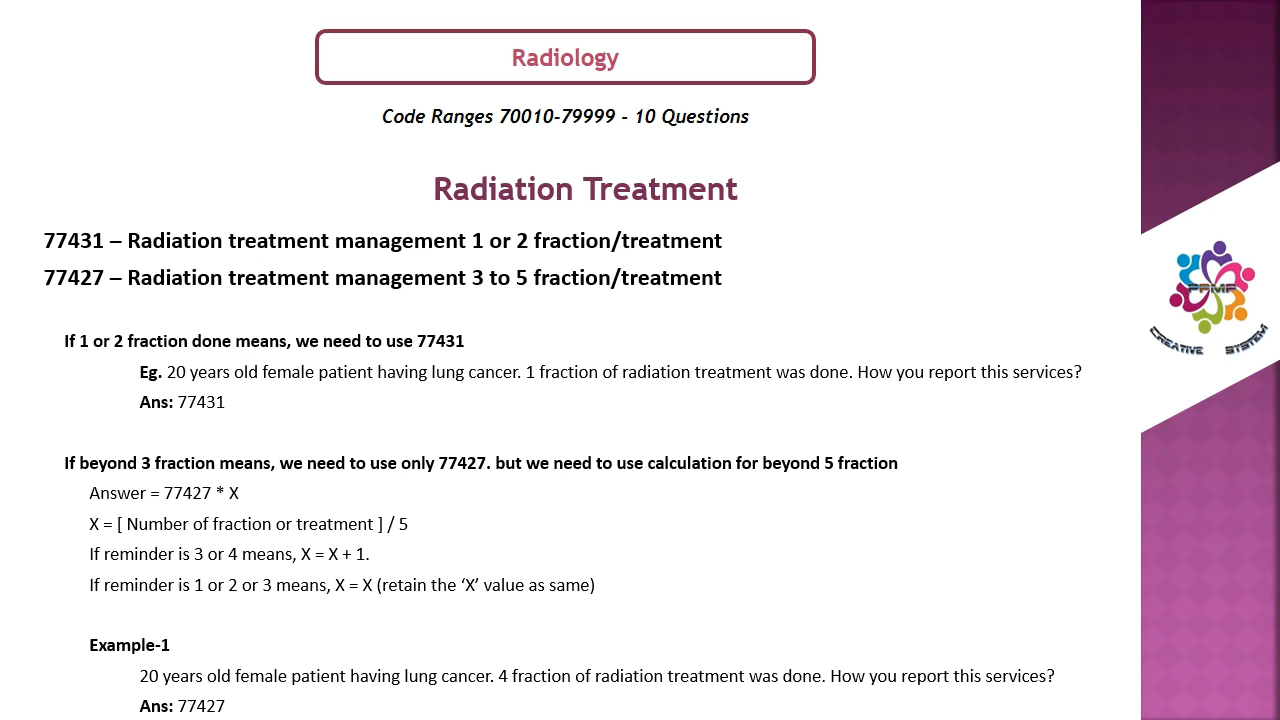 Radiology
Code Ranges 70010-79999 - 10 Questions
Radiation Treatment
77431 – Radiation treatment management 1 or 2 fraction/treatment
77427 – Radiation treatment management 3 to 5 fraction/treatment
If 1 or 2 fraction done means, we need to use 77431
Eg. 20 years old female patient having lung cancer. 1 fraction of radiation treatment was done. How you report this services?
Ans: 77431
If beyond 3 fraction means, we need to use only 77427. but we need to use calculation for beyond 5 fraction
Answer = 77427 * X
X = [ Number of fraction or treatment ] / 5
If reminder is 3 or 4 means, X = X + 1.
If reminder is 1 or 2 or 3 means, X = X (retain the ‘X’ value as same)
Example-1
20 years old female patient having lung cancer. 4 fraction of radiation treatment was done. How you report this services?
Ans: 77427
CREATIVE SYSTEM